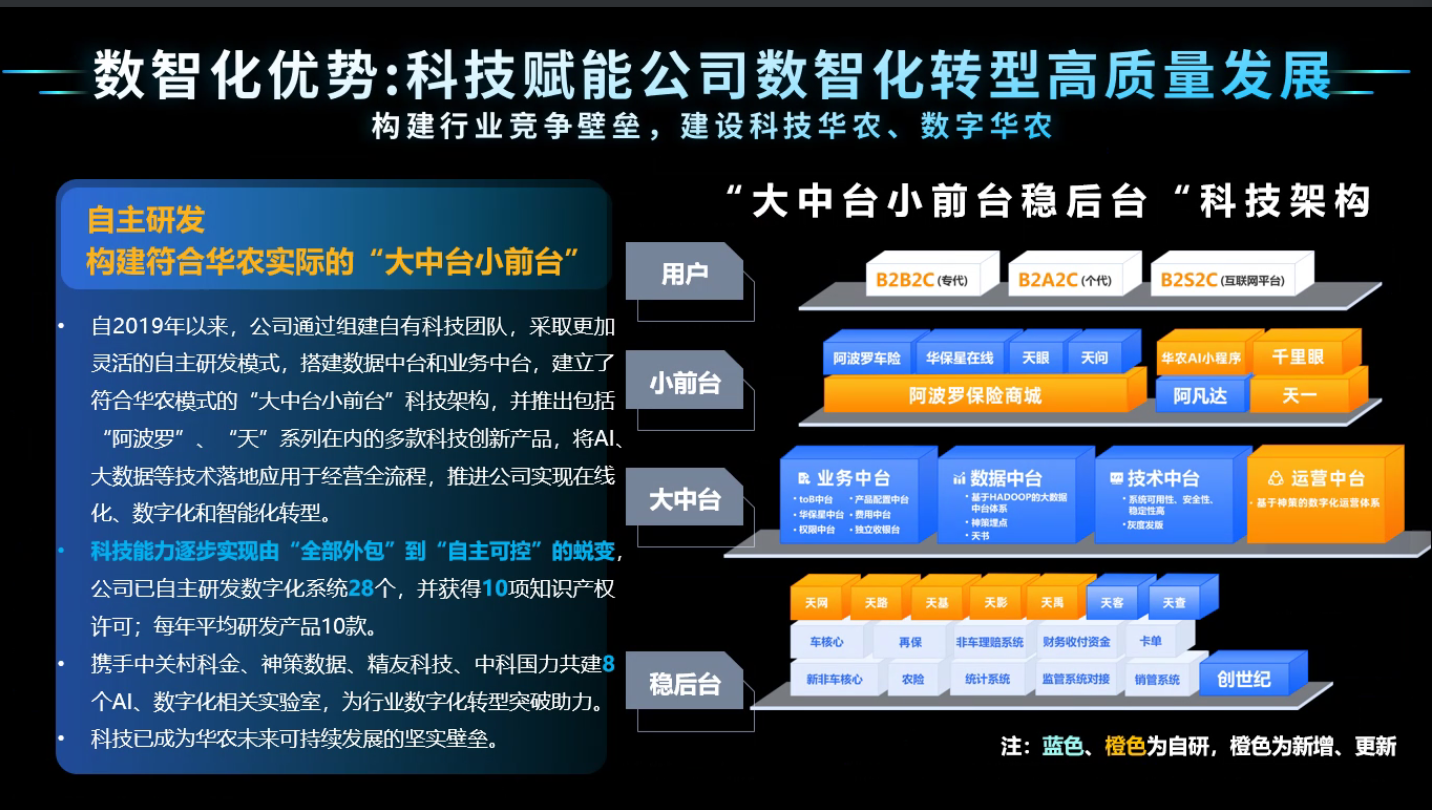 数智化优势:科技赋能公司数智化转型高质量发展
构建行业竞争壁垒，建设科技华农、数字华农
自主研发
构建符合华农实际的“大中台小前台”
• 自2019年以来，公司通过组建自有科技团队，采取更加
灵活的自主研发模式，搭建数据中台和业务中台，建立了
符合华农模式的“大中台小前台”科技架构，并推出包括
“阿波罗”、“天”系列在内的多款科技创新产品，将AI、
大数据等技术落地应用于经营全流程，推进公司实现在线
化、数字化和智能化转型。
• 科技能力逐步实现由“全部外包”到“自主可控”的蜕变，
公司已自主研发数字化系统28个，并获得10项知识产权
许可；每年平均研发产品10款。
• 携手中关村科金、神策数据、精友科技、中科国力共建8
个AI、数字化相关实验室，为行业数字化转型突破助力。
• 科技已成为华农未来可持续发展的坚实壁垒。
“大中台小前台稳后台“科技架构
用户
B2B2C(专代)
B2A2C(个代)
B2S2C(互联网平台)
小前台
阿波罗车险
华保星在线
天眼
天问
华农AI小程序
千里眼
阿波罗保险商城
阿凡达
天一
大中台
业务中台
• toB中台 • 产品配置中台
• 华保星中台 • 费用中台
• 权限中台 • 独立收银台
数据中台
• 基于HADOOP的大数据
中台体系
• 神策埋点
• 天书
技术中台
• 系统可用性、安全性、
稳定性高
• 灰度发版
运营中台
• 基于神策的数字化运营体系
稳后台
天网
天路
天基
天影
天禹
天客
天查
车核心
再保
非车理赔系统
财务收付资金
卡单
新非车核心
农险
统计系统
监管系统对接
销管系统
创世纪
注：蓝色、橙色为自研，橙色为新增、更新